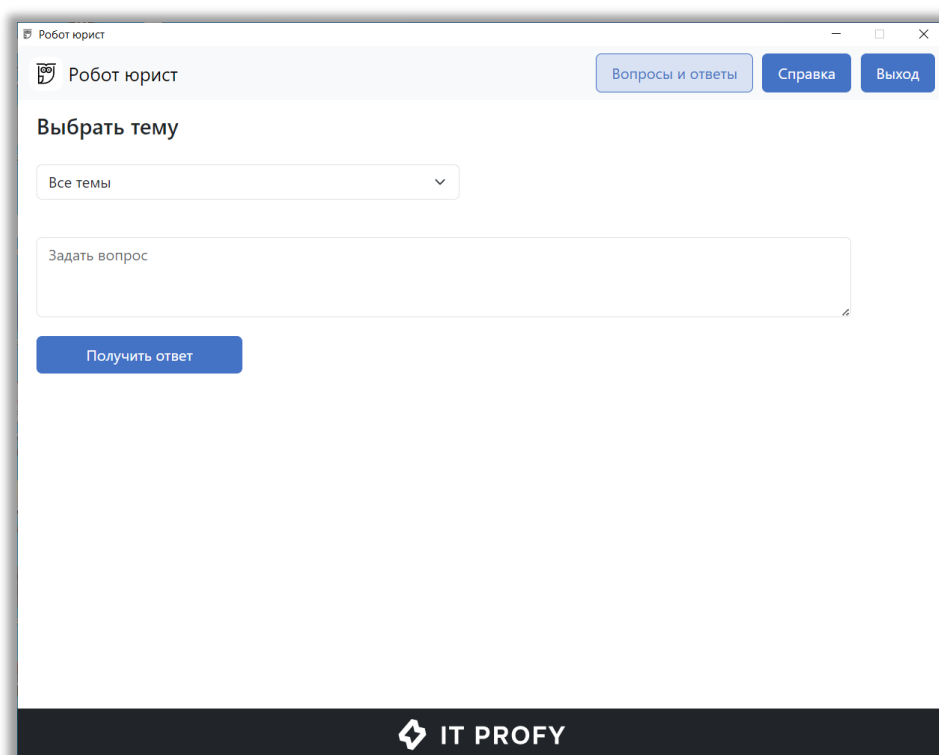 Робот юрист
Робот юрист
Вопросы и ответы
Справка
Выход
Выбрать тему
Все темы
Задать вопрос
Получить ответ
IT PROFY